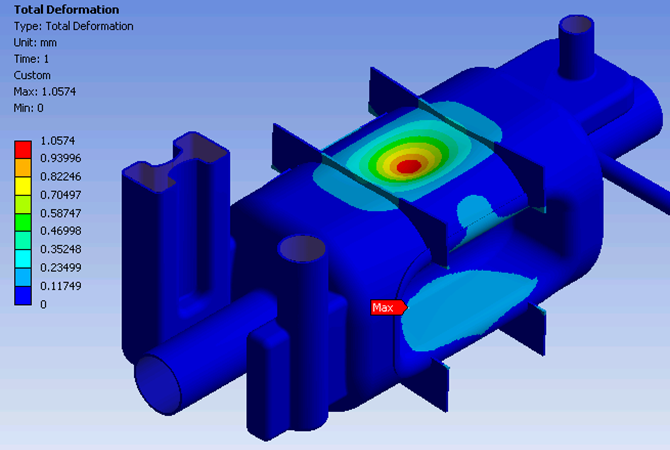 Total Deformation
Type: Total Deformation
Unit: mm
Time: 1
Custom
Max: 1.0574
Min: 0
1.0574
0.93996
0.82246
0.70497
0.58747
0.46998
0.35248
0.23499
0.11749
0
Max